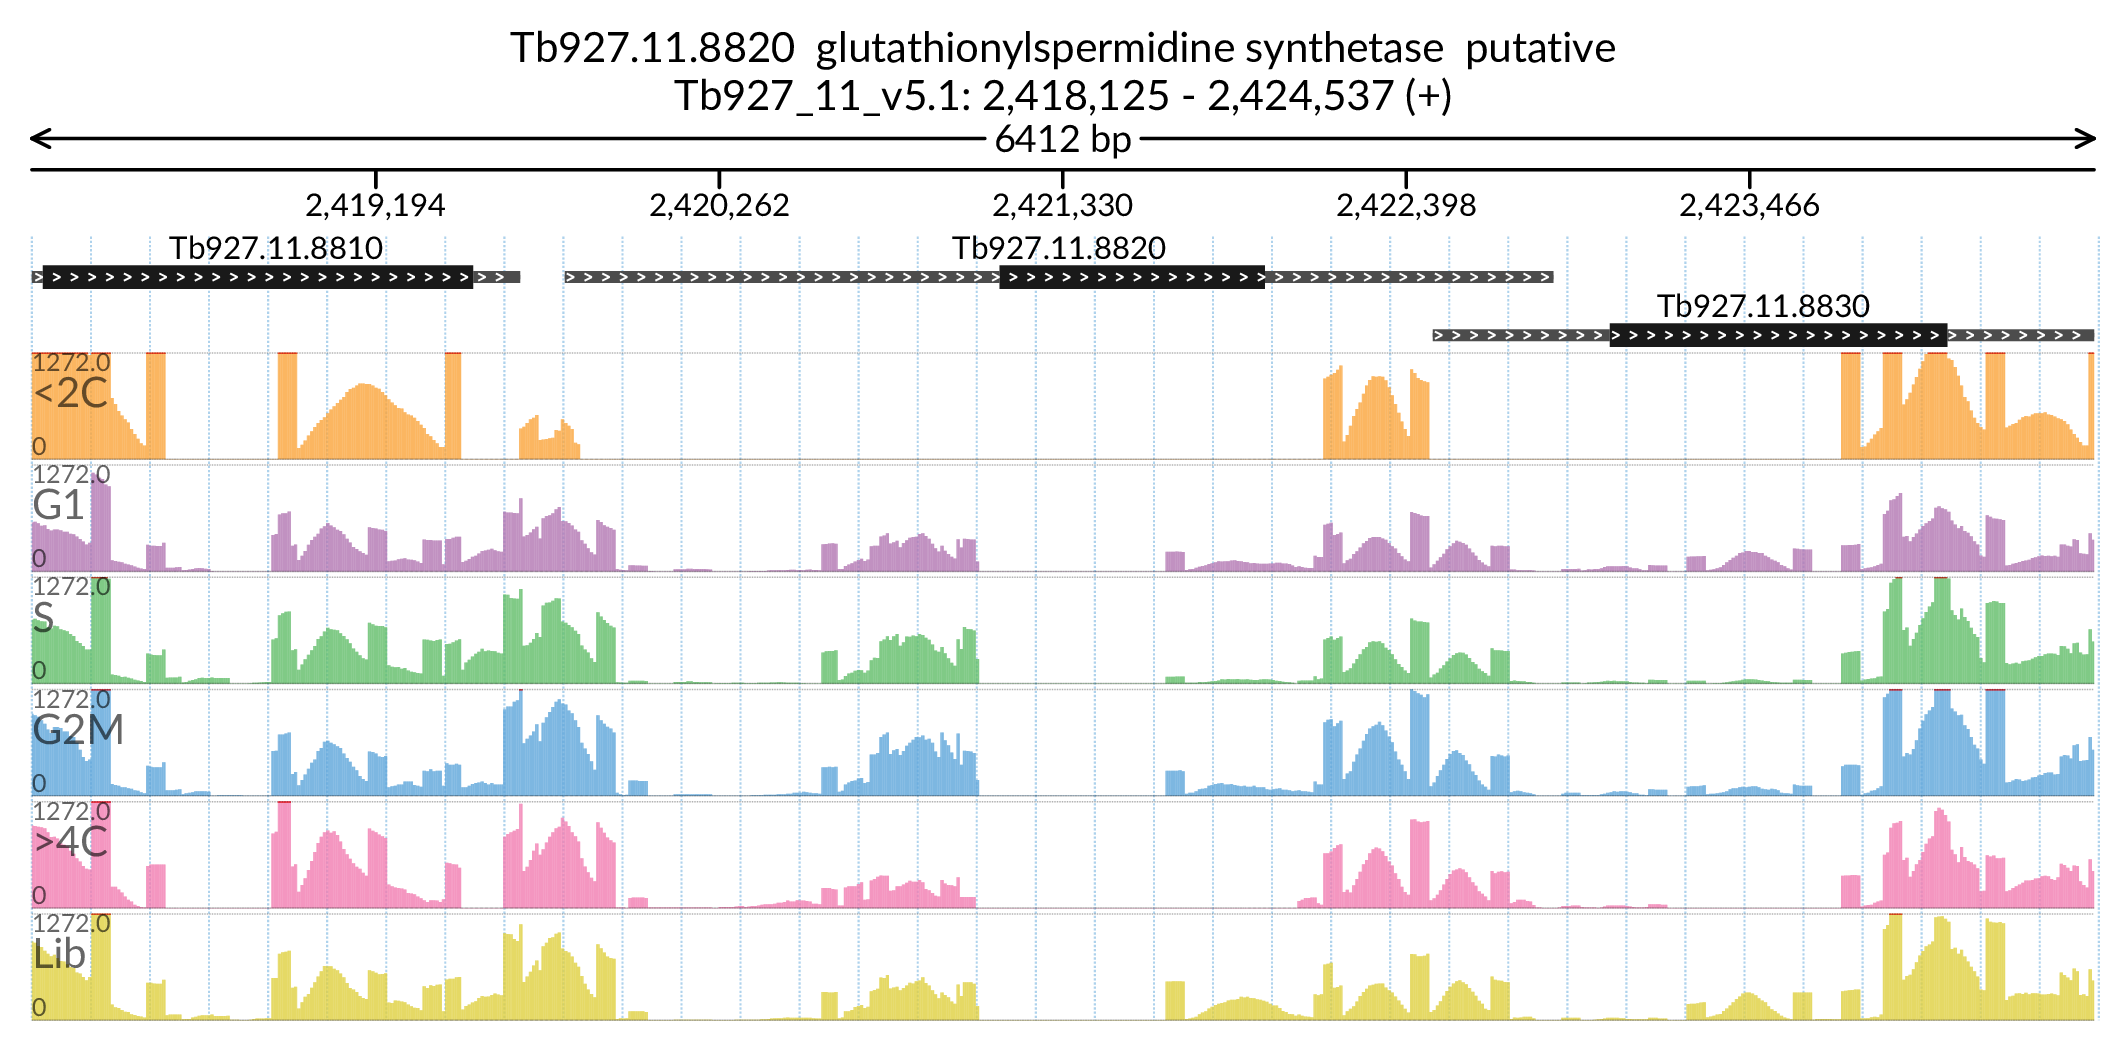 Tb927.11.8820 glutathionylspermidine synthetase putative
Tb927_11_v5.1: 2,418,125 - 2,424,537 (+)
6412 bp
2,419,194 2,420,262 2,421,330 2,422,398 2,423,466
Tb927.11.8810 Tb927.11.8820
Tb927.11.8830
1272.0
<2C
0
1272.0
G1
0
1272.0
S
0
1272.0
G2M
0
1272.0
>4C
0
1272.0
Lib
0